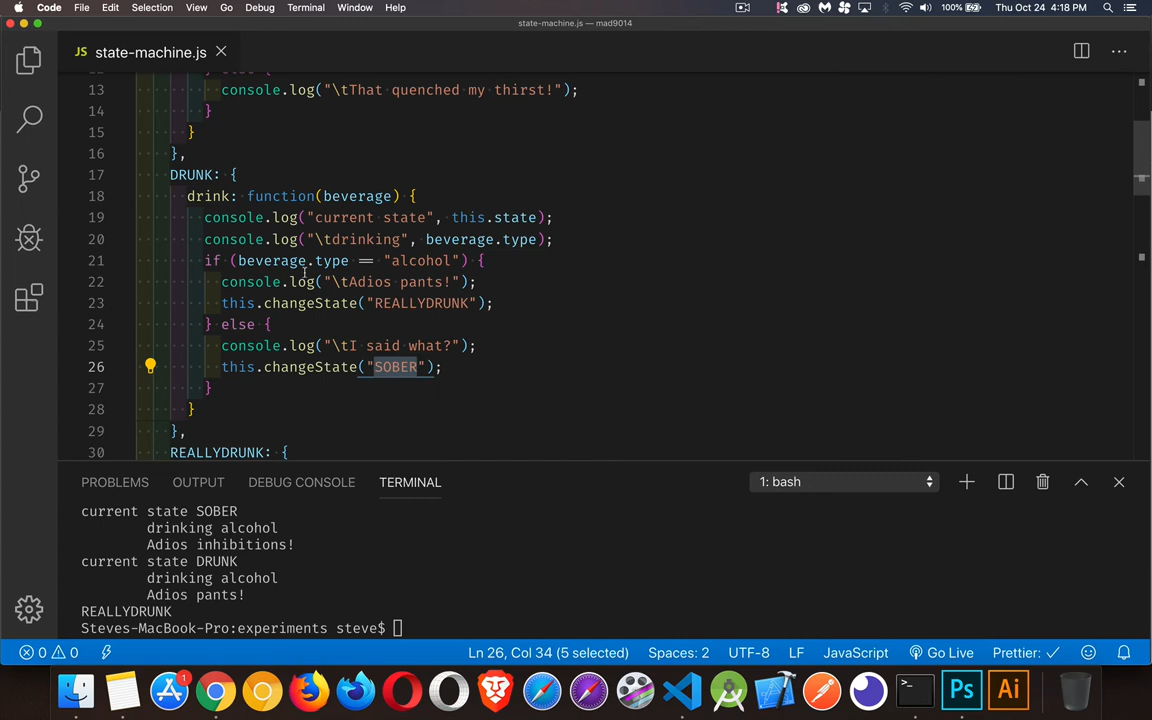 Code File Edit Selection View Go Debug Terminal Window Help 100% Thu Oct 24 4:18 PM
state-machine.js — mad9014
JS state-machine.js
13 console.log("\tThat quenched my thirst!");
14 }
15 }
16 },
17 DRUNK: {
18 drink: function(beverage) {
19 console.log("current state", this.state);
20 console.log("\tdrinking", beverage.type);
21 if (beverage.type == "alcohol") {
22 console.log("\tAdios pants!");
23 this.changeState("REALLYDRUNK");
24 } else {
25 console.log("\tI said what?");
26 this.changeState("SOBER");
27 }
28 }
29 },
30 REALLYDRUNK: {
PROBLEMS OUTPUT DEBUG CONSOLE TERMINAL 1: bash
current state SOBER
drinking alcohol
Adios inhibitions!
current state DRUNK
drinking alcohol
Adios pants!
REALLYDRUNK
Steves-MacBook-Pro:experiments steve$
0 0 Ln 26, Col 34 (5 selected) Spaces: 2 UTF-8 LF JavaScript Go Live Prettier: ✓
1
>_
Ps
Ai